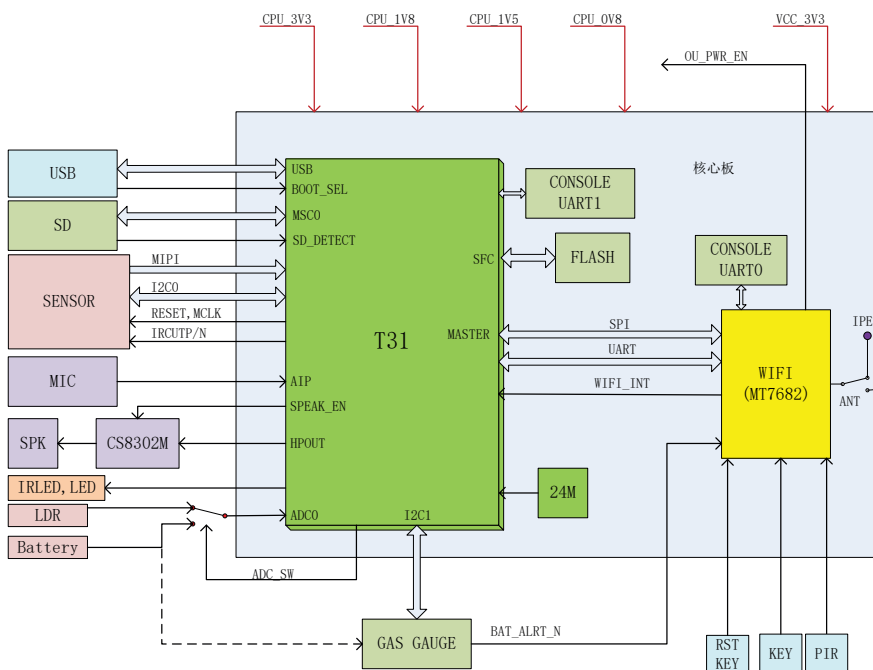 CPU_3V3
CPU_1V8
CPU_1V5
CPU_0V8
VCC_3V3
OU_PWR_EN
核心板
USB
USB
BOOT_SEL
SD
MSC0
SD_DETECT
SENSOR
MIPI
I2C0
RESET,MCLK
IRCUTP/N
MIC
AIP
SPEAK_EN
SPK
CS8302M
HPOUT
IRLED,LED
LDR
Battery
ADC0
I2C1
ADC_SW
T31
CONSOLE
UART1
SFC
FLASH
CONSOLE
UART0
MASTER
SPI
UART
WIFI_INT
WIFI
(MT7682)
IPE
ANT
24M
GAS GAUGE
BAT_ALRT_N
RST
KEY
KEY
PIR